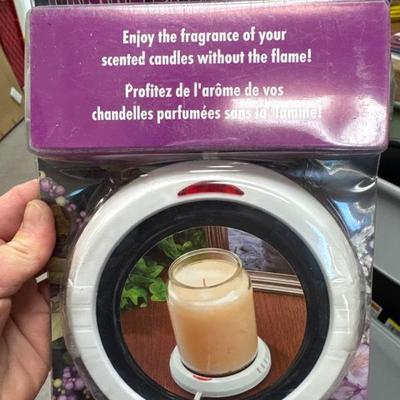 Enjoy the fragrance of your
scented candles without the flame!
Profitez de l'arôme de vos
chandelles parfumées sans la flamme!